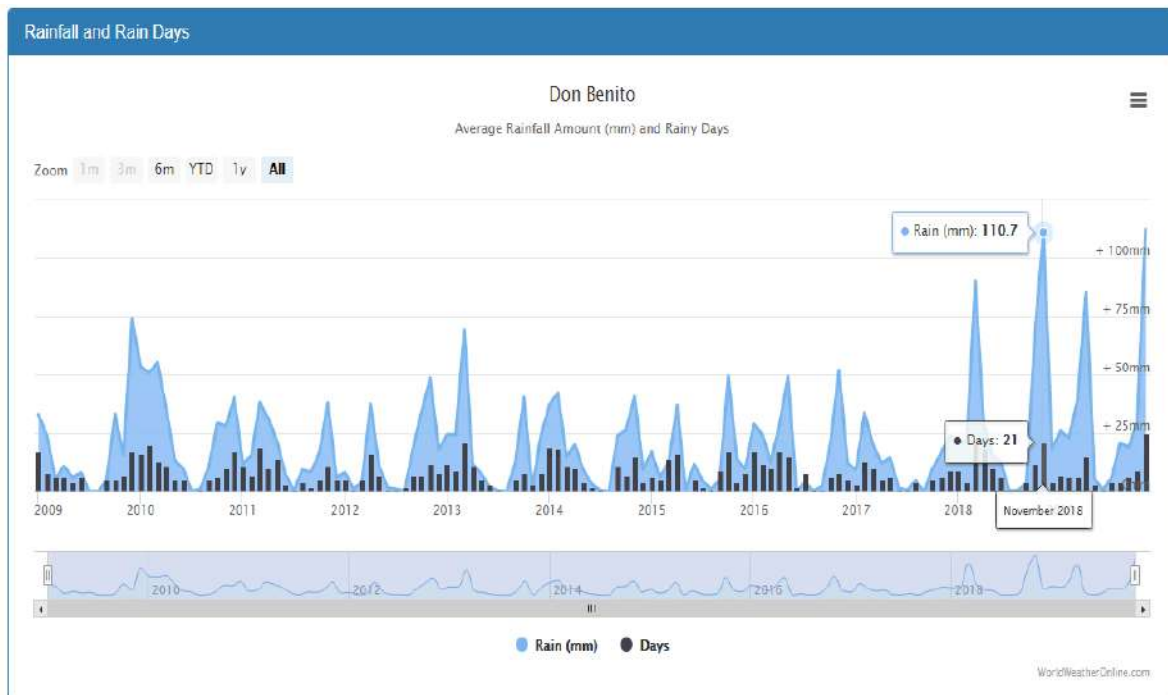 Rainfall and Rain Days
Don Benito
Average Rainfall Amount (mm) and Rainy Days
Zoom 1m 3m 6m YTD 1y All
Rain (mm): 110.7
+ 100mm
+ 75mm
+ 50mm
+ 25mm
Days: 21
2009 2010 2011 2012 2013 2014 2015 2016 2017 2018
November 2018
2010 2012 2014 2016 2018
Rain (mm) Days
WorldWeatherOnline.com